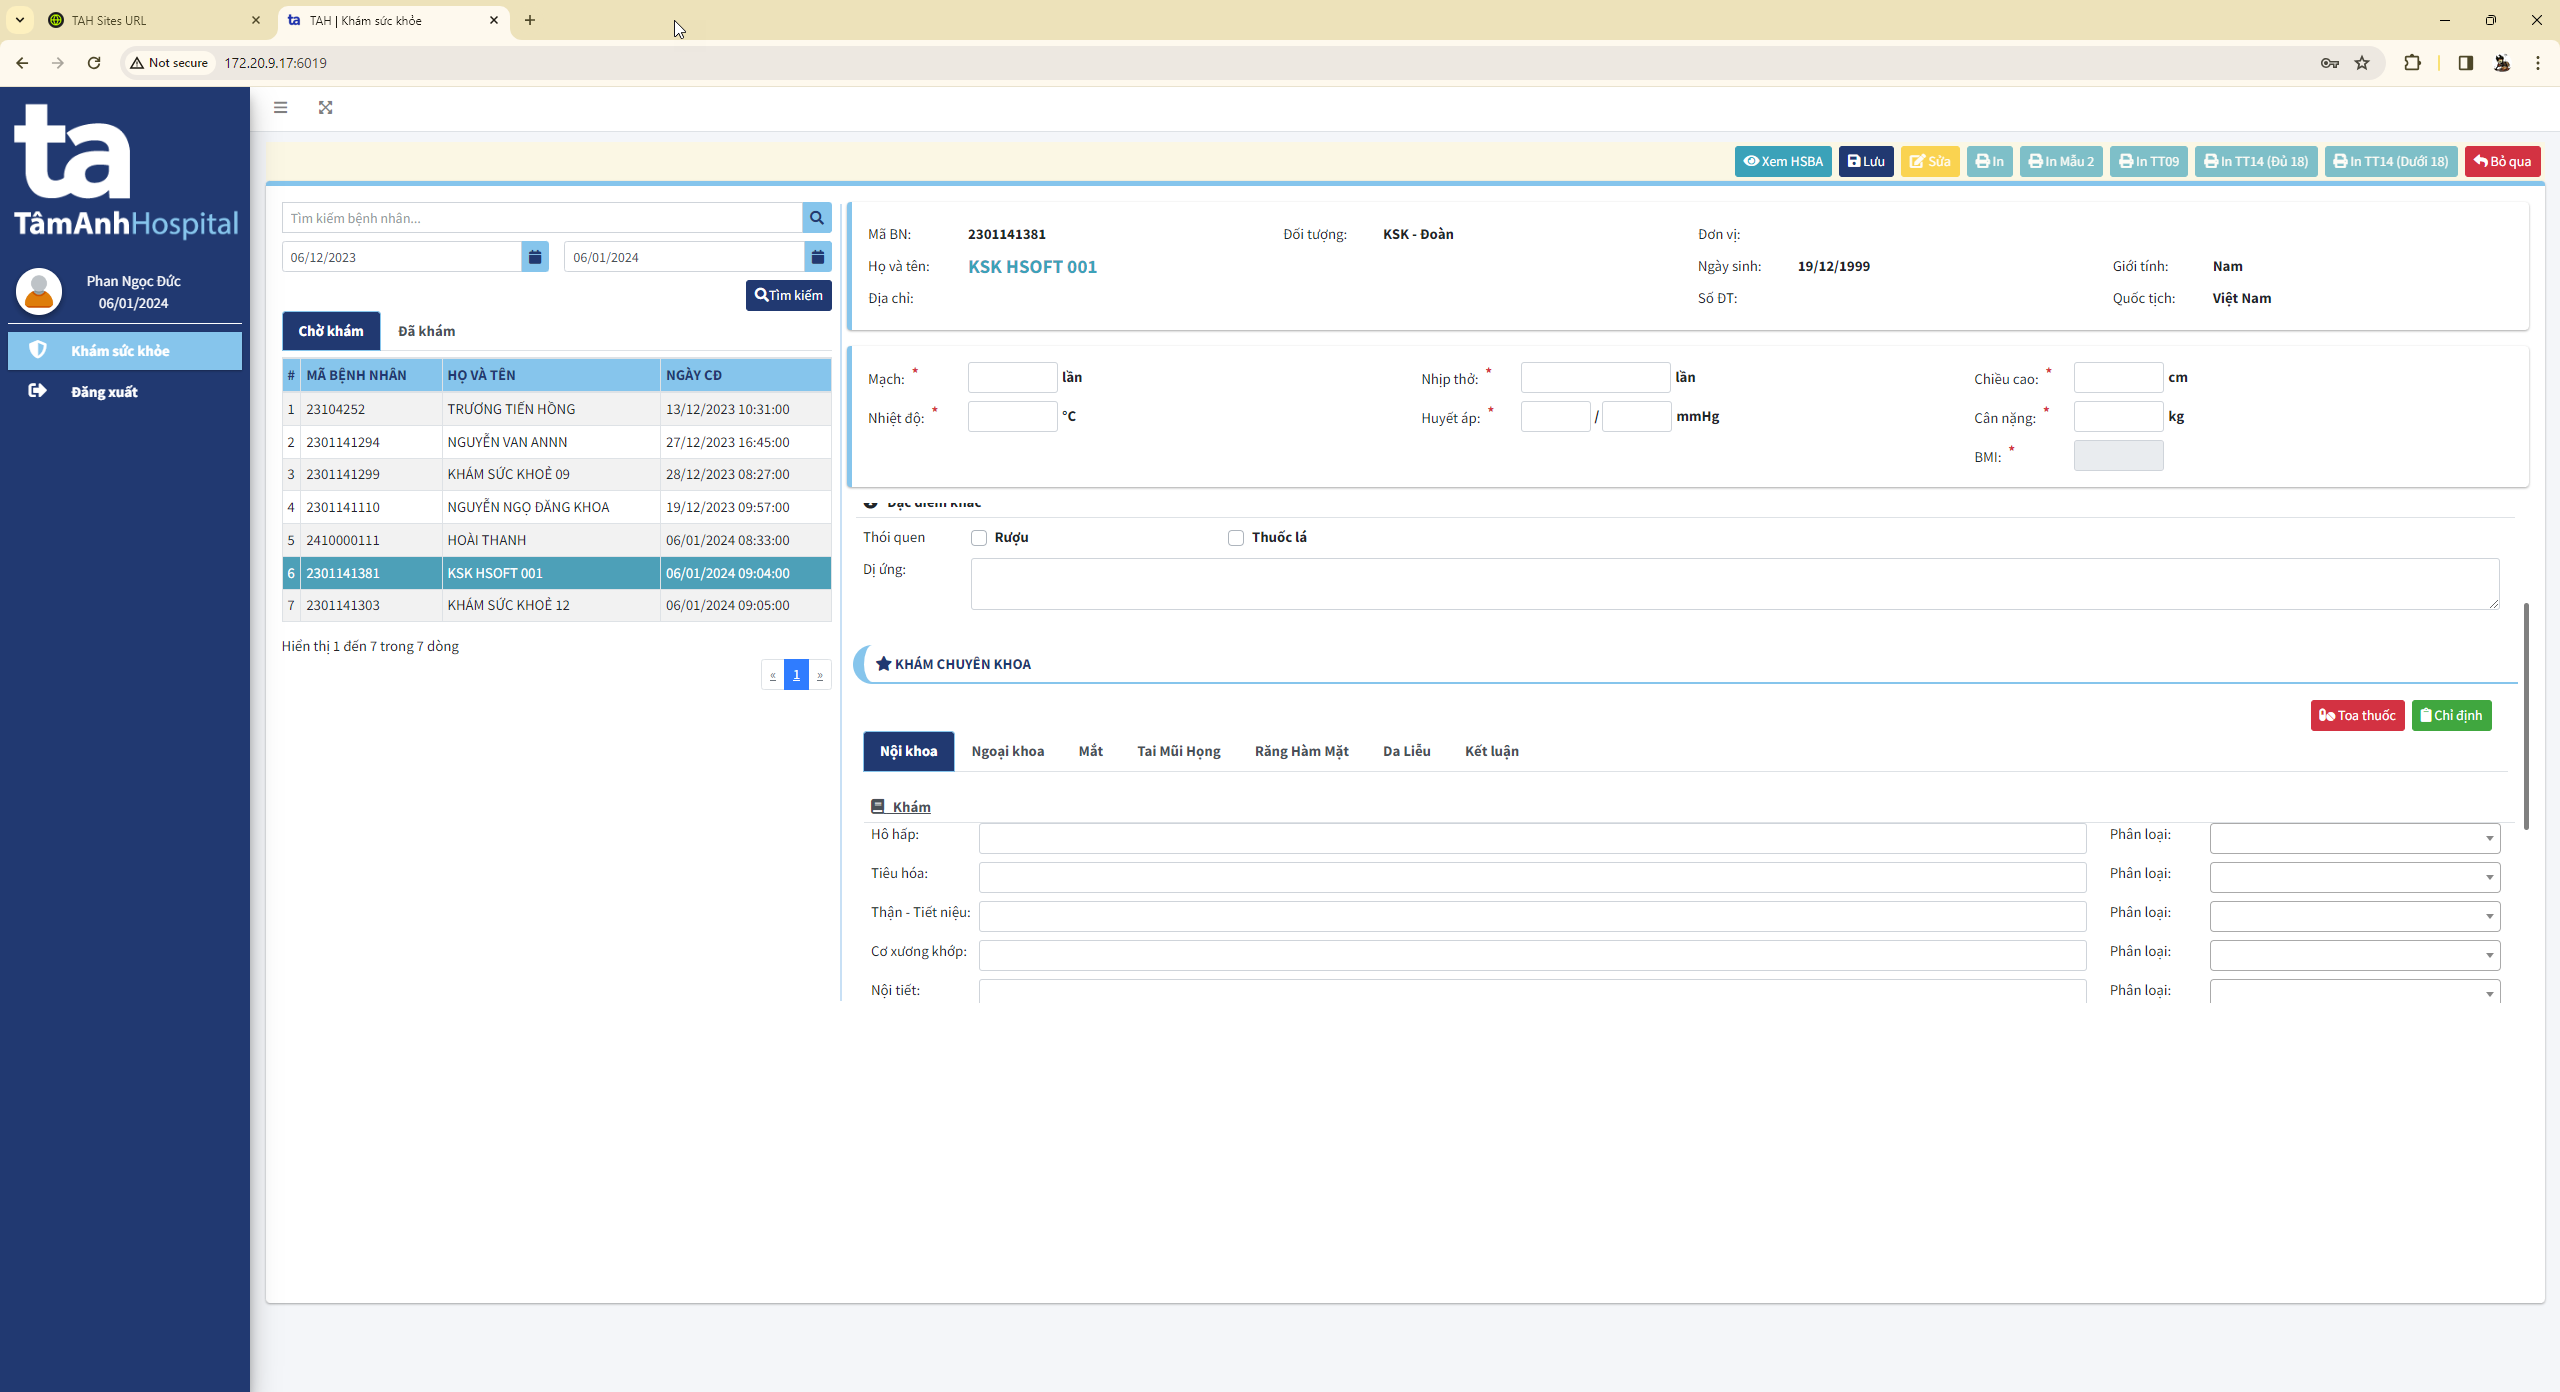 TAH Sites URL
TAH | Khám sức khỏe
Not secure
172.20.9.17:6019
ta
TâmAnhHospital
Phan Ngọc Đức
06/01/2024
Khám sức khỏe
Đăng xuất
Xem HSBA
Lưu
Sửa
In
In Mẫu 2
In TT09
In TT14 (Đủ 18)
In TT14 (Dưới 18)
Bỏ qua
Tìm kiếm bệnh nhân...
06/12/2023
06/01/2024
Tìm kiếm
Chờ khám
Đã khám
# MÃ BỆNH NHÂN HỌ VÀ TÊN NGÀY CĐ
1 23104252 TRƯƠNG TIẾN HỒNG 13/12/2023 10:31:00
2 2301141294 NGUYỄN VAN ANNN 27/12/2023 16:45:00
3 2301141299 KHÁM SỨC KHOẺ 09 28/12/2023 08:27:00
4 2301141110 NGUYỄN NGỌ ĐĂNG KHOA 19/12/2023 09:57:00
5 2410000111 HOÀI THANH 06/01/2024 08:33:00
6 2301141381 KSK HSOFT 001 06/01/2024 09:04:00
7 2301141303 KHÁM SỨC KHOẺ 12 06/01/2024 09:05:00
Hiển thị 1 đến 7 trong 7 dòng
« 1 »
Mã BN: 2301141381 Đối tượng: KSK - Đoàn Đơn vị:
Họ và tên: KSK HSOFT 001 Ngày sinh: 19/12/1999 Giới tính: Nam
Địa chỉ: Số ĐT: Quốc tịch: Việt Nam
Mạch: * lần Nhịp thở: * lần Chiều cao: * cm
Nhiệt độ: * °C Huyết áp: * / mmHg Cân nặng: * kg
BMI: *
Đặc điểm khác
Thói quen Rượu Thuốc lá
Dị ứng:
KHÁM CHUYÊN KHOA
Toa thuốc
Chỉ định
Nội khoa
Ngoại khoa
Mắt
Tai Mũi Họng
Răng Hàm Mặt
Da Liễu
Kết luận
Khám
Hô hấp: Phân loại:
Tiêu hóa: Phân loại:
Thận - Tiết niệu: Phân loại:
Cơ xương khớp: Phân loại:
Nội tiết: Phân loại: